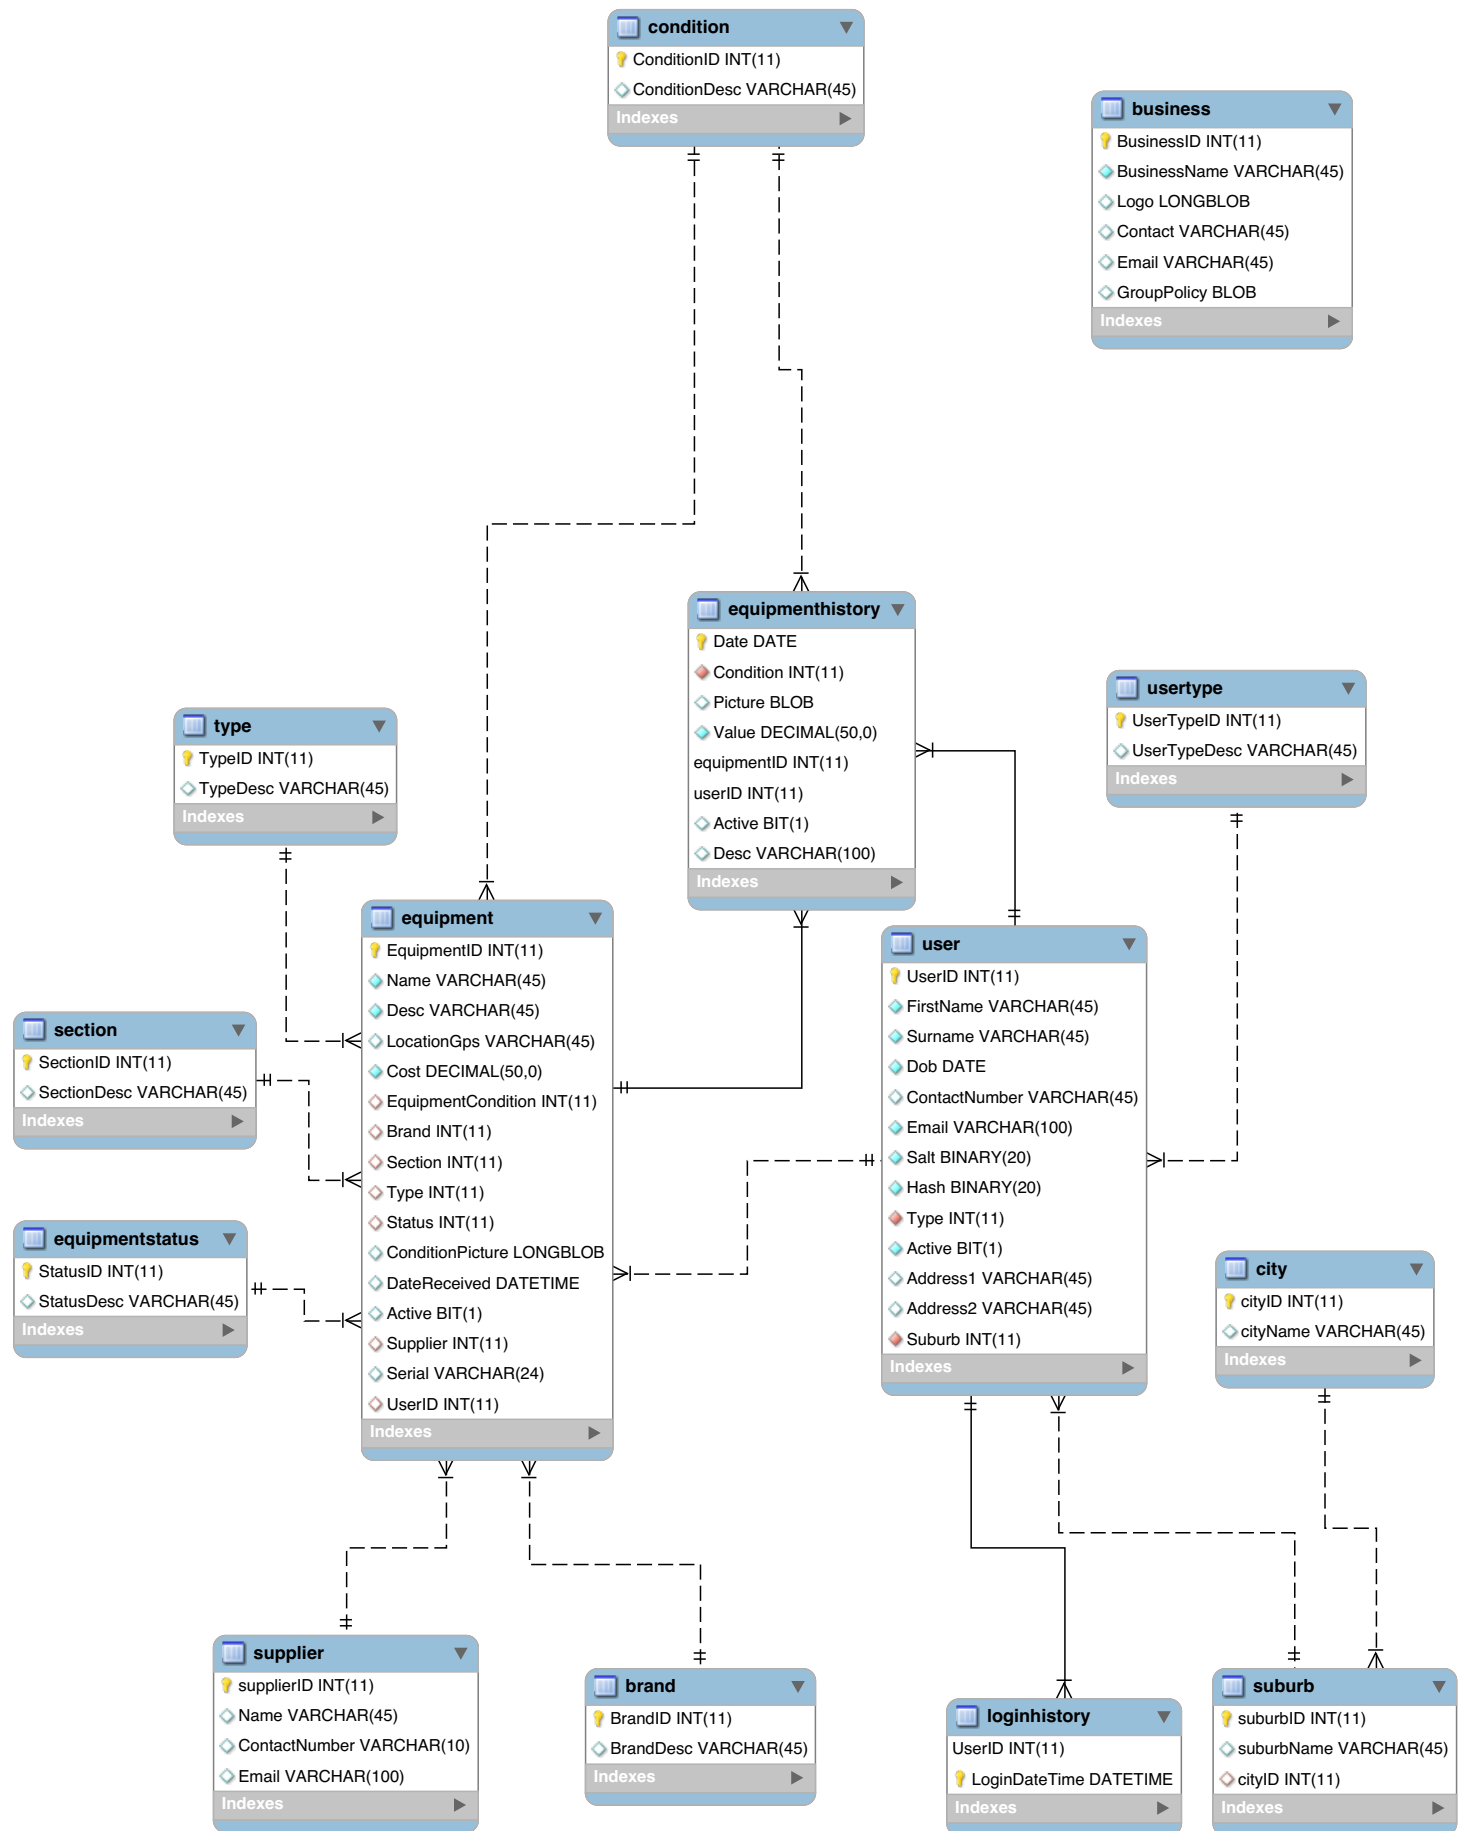 condition
ConditionID INT(11)
ConditionDesc VARCHAR(45)
Indexes
business
BusinessID INT(11)
BusinessName VARCHAR(45)
Logo LONGBLOB
Contact VARCHAR(45)
Email VARCHAR(45)
GroupPolicy BLOB
Indexes
equipmenthistory
Date DATE
Condition INT(11)
Picture BLOB
Value DECIMAL(50,0)
equipmentID INT(11)
userID INT(11)
Active BIT(1)
Desc VARCHAR(100)
Indexes
usertype
UserTypeID INT(11)
UserTypeDesc VARCHAR(45)
Indexes
type
TypeID INT(11)
TypeDesc VARCHAR(45)
Indexes
equipment
EquipmentID INT(11)
Name VARCHAR(45)
Desc VARCHAR(45)
LocationGps VARCHAR(45)
Cost DECIMAL(50,0)
EquipmentCondition INT(11)
Brand INT(11)
Section INT(11)
Type INT(11)
Status INT(11)
ConditionPicture LONGBLOB
DateReceived DATETIME
Active BIT(1)
Supplier INT(11)
Serial VARCHAR(24)
UserID INT(11)
Indexes
user
UserID INT(11)
FirstName VARCHAR(45)
Surname VARCHAR(45)
Dob DATE
ContactNumber VARCHAR(45)
Email VARCHAR(100)
Salt BINARY(20)
Hash BINARY(20)
Type INT(11)
Active BIT(1)
Address1 VARCHAR(45)
Address2 VARCHAR(45)
Suburb INT(11)
Indexes
section
SectionID INT(11)
SectionDesc VARCHAR(45)
Indexes
equipmentstatus
StatusID INT(11)
StatusDesc VARCHAR(45)
Indexes
city
cityID INT(11)
cityName VARCHAR(45)
Indexes
supplier
supplierID INT(11)
Name VARCHAR(45)
ContactNumber VARCHAR(10)
Email VARCHAR(100)
Indexes
brand
BrandID INT(11)
BrandDesc VARCHAR(45)
Indexes
loginhistory
UserID INT(11)
LoginDateTime DATETIME
Indexes
suburb
suburbID INT(11)
suburbName VARCHAR(45)
cityID INT(11)
Indexes